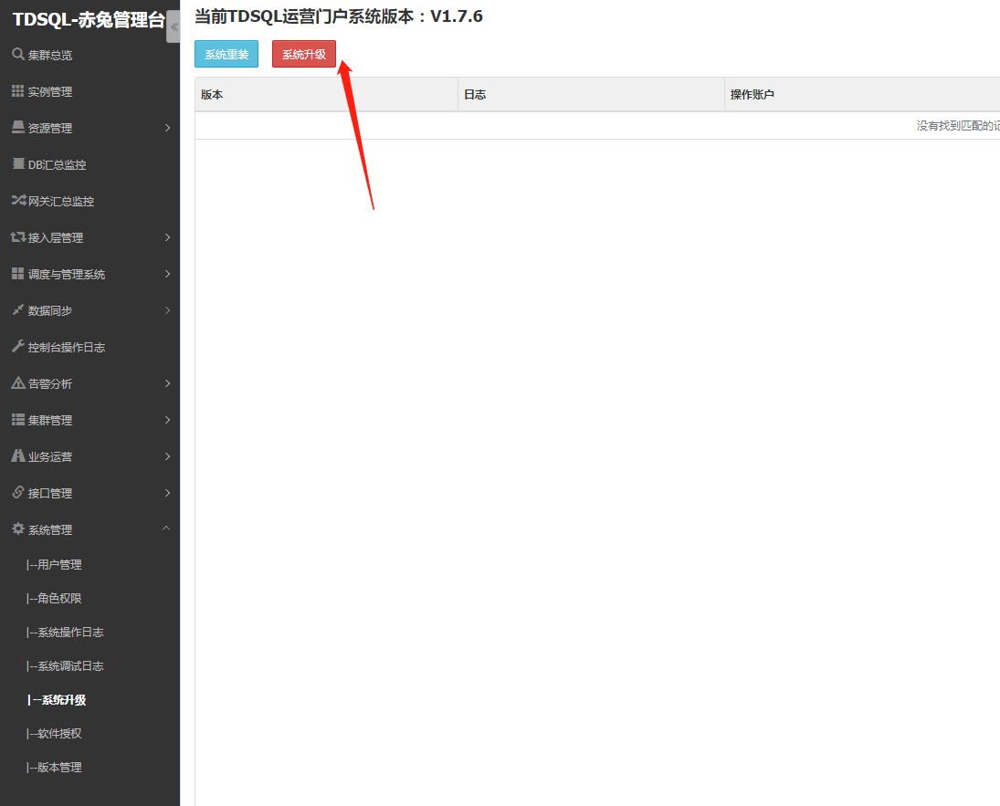 TDSQL-赤兔管理台
«
集群总览
实例管理
资源管理
DB汇总监控
网关汇总监控
接入层管理
调度与管理系统
数据同步
控制台操作日志
告警分析
集群管理
业务运营
接口管理
系统管理
|--用户管理
|--角色权限
|--系统操作日志
|--系统调试日志
|--系统升级
|--软件授权
|--版本管理
当前TDSQL运营门户系统版本：V1.7.6
系统重装 系统升级
版本 日志 操作账户
没有找到匹配的记